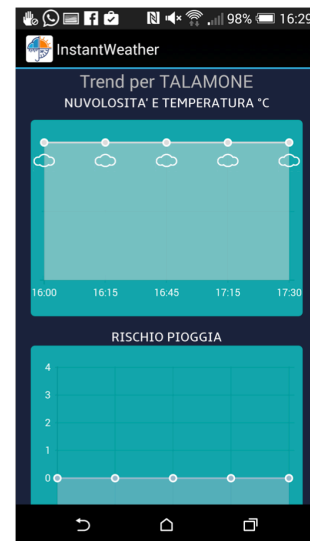 98% 16:29
InstantWeather
Trend per TALAMONE
NUVOLOSITA' E TEMPERATURA °C
16:00 16:15 16:45 17:15 17:30
RISCHIO PIOGGIA
4
3
2
1
0